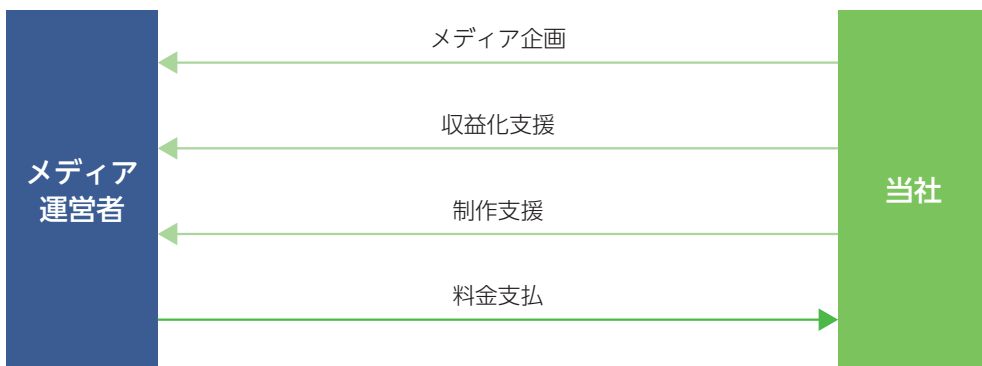 メディア企画
収益化支援
メディア
運営者
当社
制作支援
料金支払